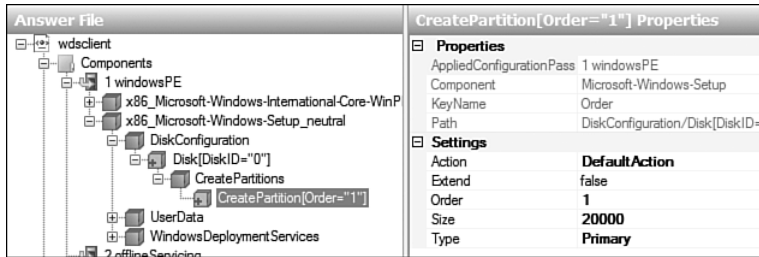 Answer File
wdsclient
Components
1 windowsPE
x86_Microsoft-Windows-International-Core-WinP
x86_Microsoft-Windows-Setup_neutral
DiskConfiguration
Disk[DiskID="0"]
CreatePartitions
CreatePartition[Order="1"]
UserData
WindowsDeploymentServices
2 offlineServicing
CreatePartition[Order="1"] Properties
Properties
AppliedConfigurationPass 1 windowsPE
Component Microsoft-Windows-Setup
KeyName Order
Path DiskConfiguration/Disk[DiskID=
Settings
Action DefaultAction
Extend false
Order 1
Size 20000
Type Primary